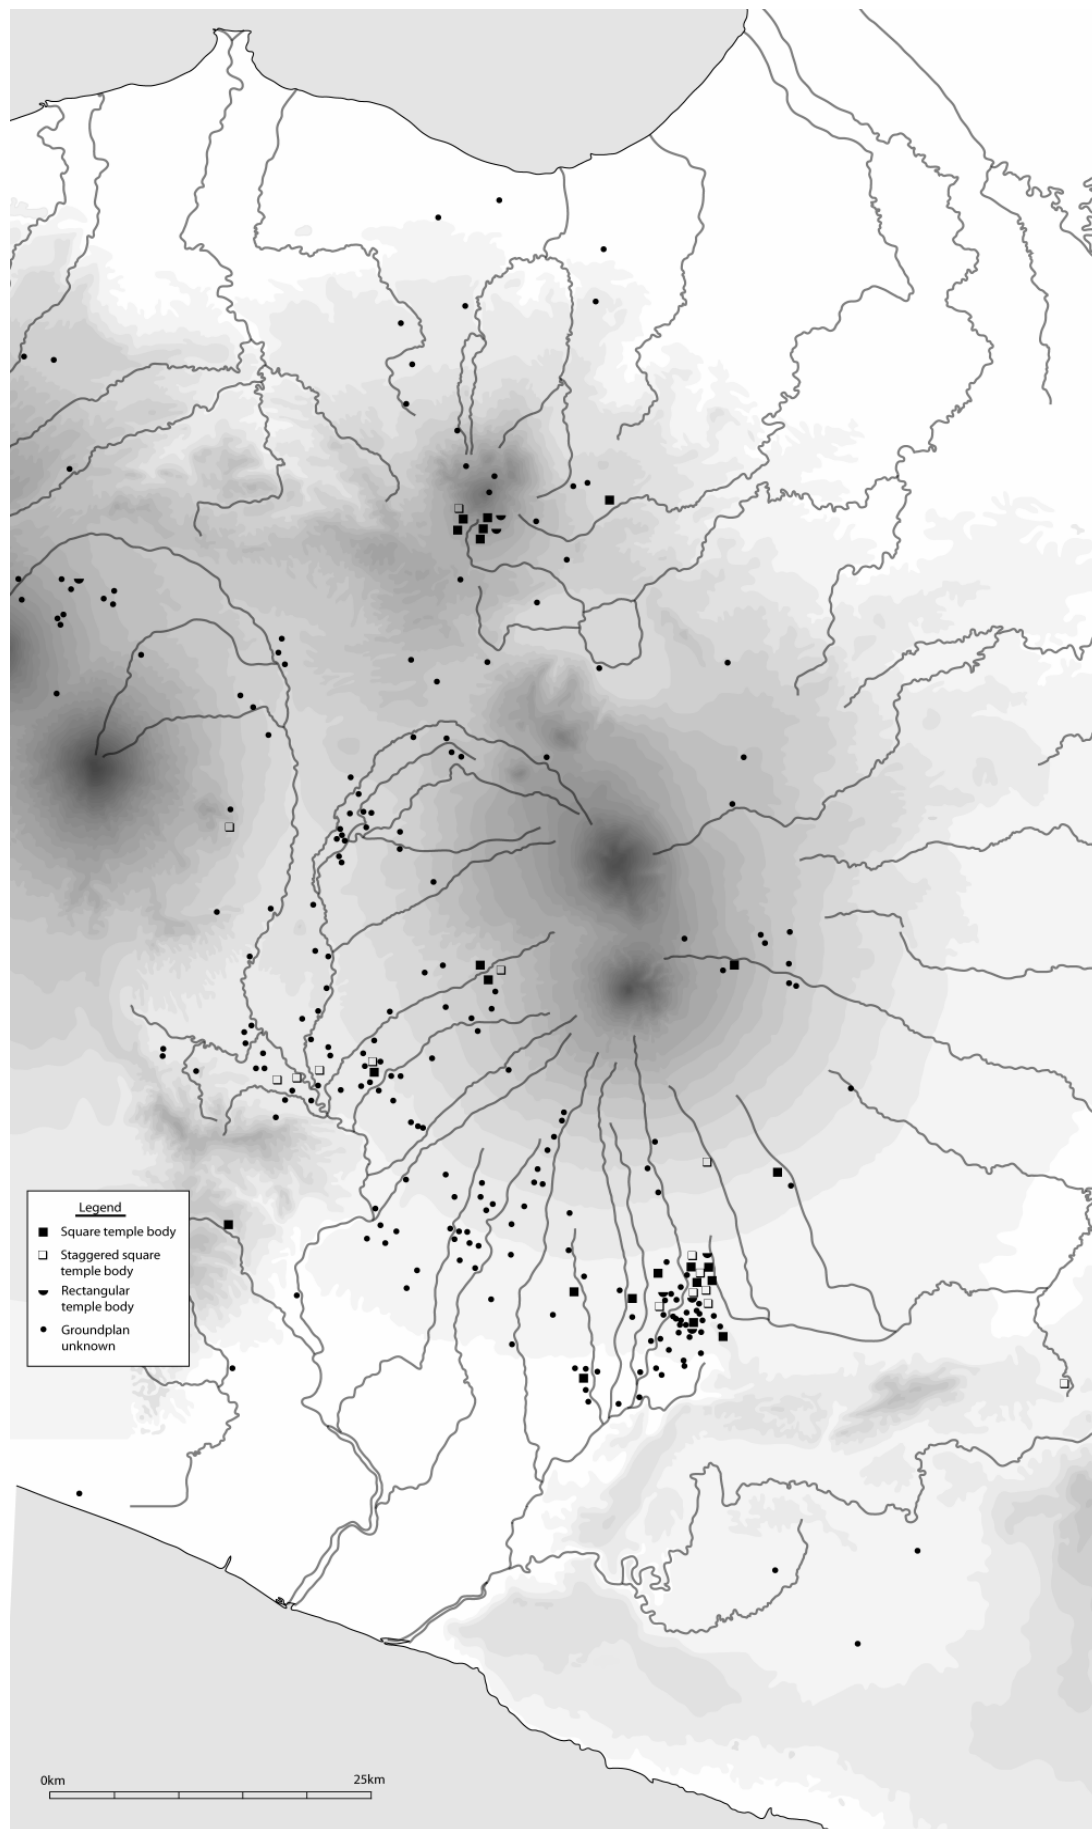 Legend
Square temple body
Staggered square
temple body
Rectangular
temple body
Groundplan
unknown
0km 25km